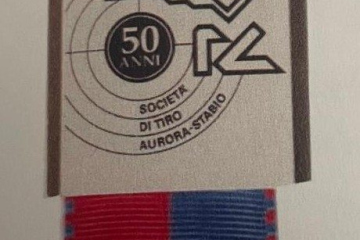 50
ANNI
SOCIETA'
DI TIRO
AURORA-STABIO